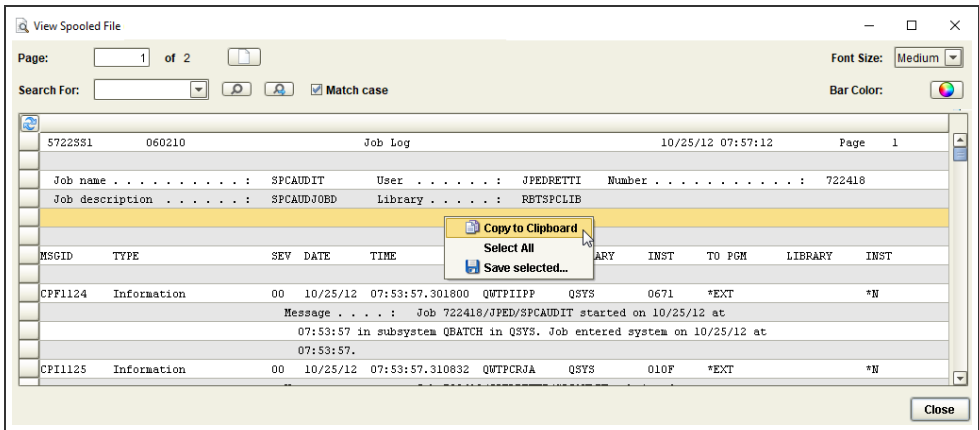 View Spooled File
Page: 1 of 2 Font Size: Medium
Search For: Match case Bar Color:
5722SS1 060210 Job Log 10/25/12 07:57:12 Page 1
Job name . . . . . . . . . . . : SPCAUDIT User . . . . . . : JPEDRETTI Number . . . . . . . . . . . : 722418
Job description . . . . . . : SPCAUDJOBD Library . . . . . : RBTSPCLIB
Copy to Clipboard
Select All
Save selected...
MSGID TYPE SEV DATE TIME ARY INST TO PGM LIBRARY INST
CPF1124 Information 00 10/25/12 07:53:57.301800 QWTPIIPP QSYS 0671 *EXT *N
Message . . . . : Job 722418/JPED/SPCAUDIT started on 10/25/12 at
07:53:57 in subsystem QBATCH in QSYS. Job entered system on 10/25/12 at
07:53:57.
CPI1125 Information 00 10/25/12 07:53:57.310832 QWTPCRJA QSYS 010F *EXT *N
Close